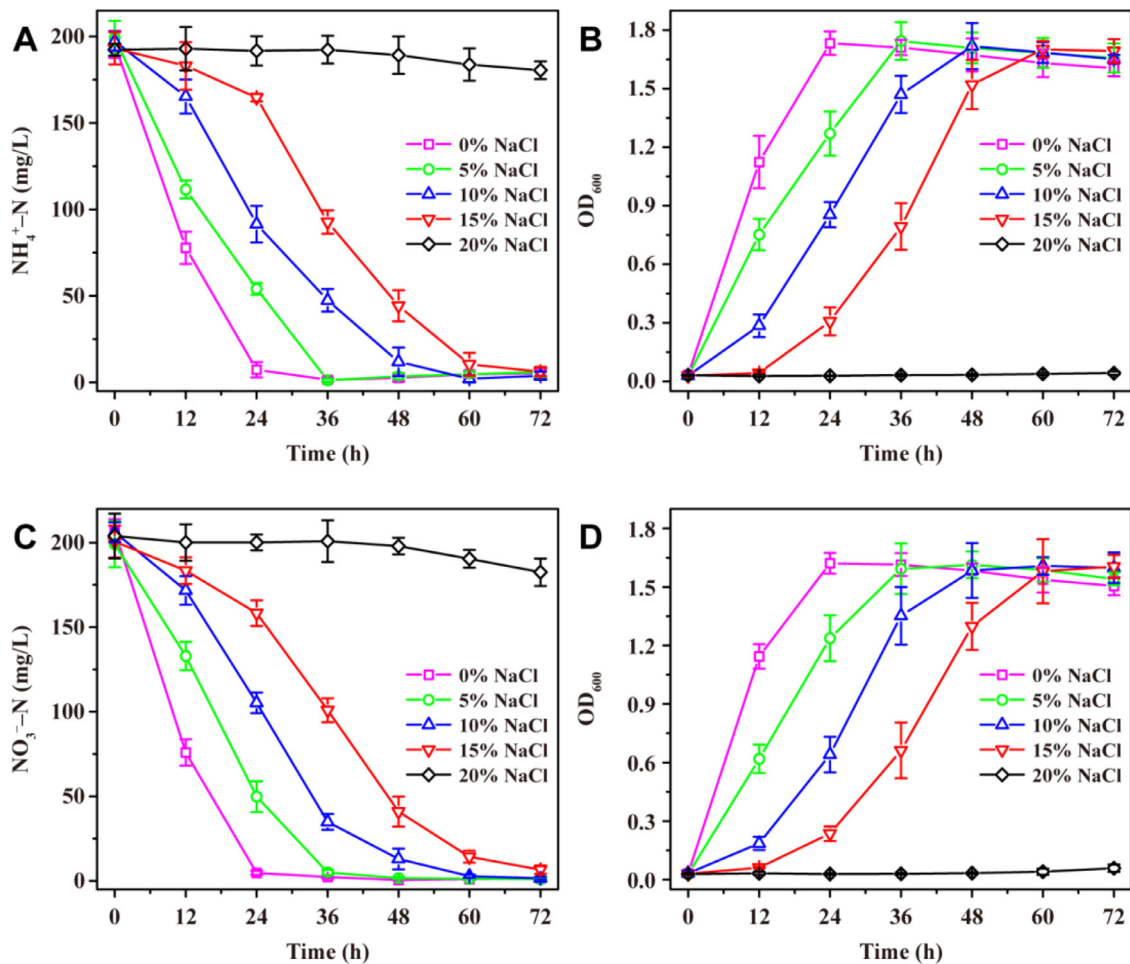 A
NH₄⁺–N (mg/L)
200
150
100
50
0
0% NaCl
5% NaCl
10% NaCl
15% NaCl
20% NaCl
0 12 24 36 48 60 72
Time (h)
B
OD₆₀₀
1.8
1.5
1.2
0.9
0.6
0.3
0.0
0% NaCl
5% NaCl
10% NaCl
15% NaCl
20% NaCl
0 12 24 36 48 60 72
Time (h)
C
NO₃⁻–N (mg/L)
200
150
100
50
0
0% NaCl
5% NaCl
10% NaCl
15% NaCl
20% NaCl
0 12 24 36 48 60 72
Time (h)
D
OD₆₀₀
1.8
1.5
1.2
0.9
0.6
0.3
0.0
0% NaCl
5% NaCl
10% NaCl
15% NaCl
20% NaCl
0 12 24 36 48 60 72
Time (h)